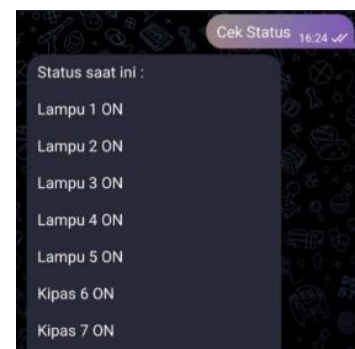 Cek Status 16:24
Status saat ini :
Lampu 1 ON
Lampu 2 ON
Lampu 3 ON
Lampu 4 ON
Lampu 5 ON
Kipas 6 ON
Kipas 7 ON